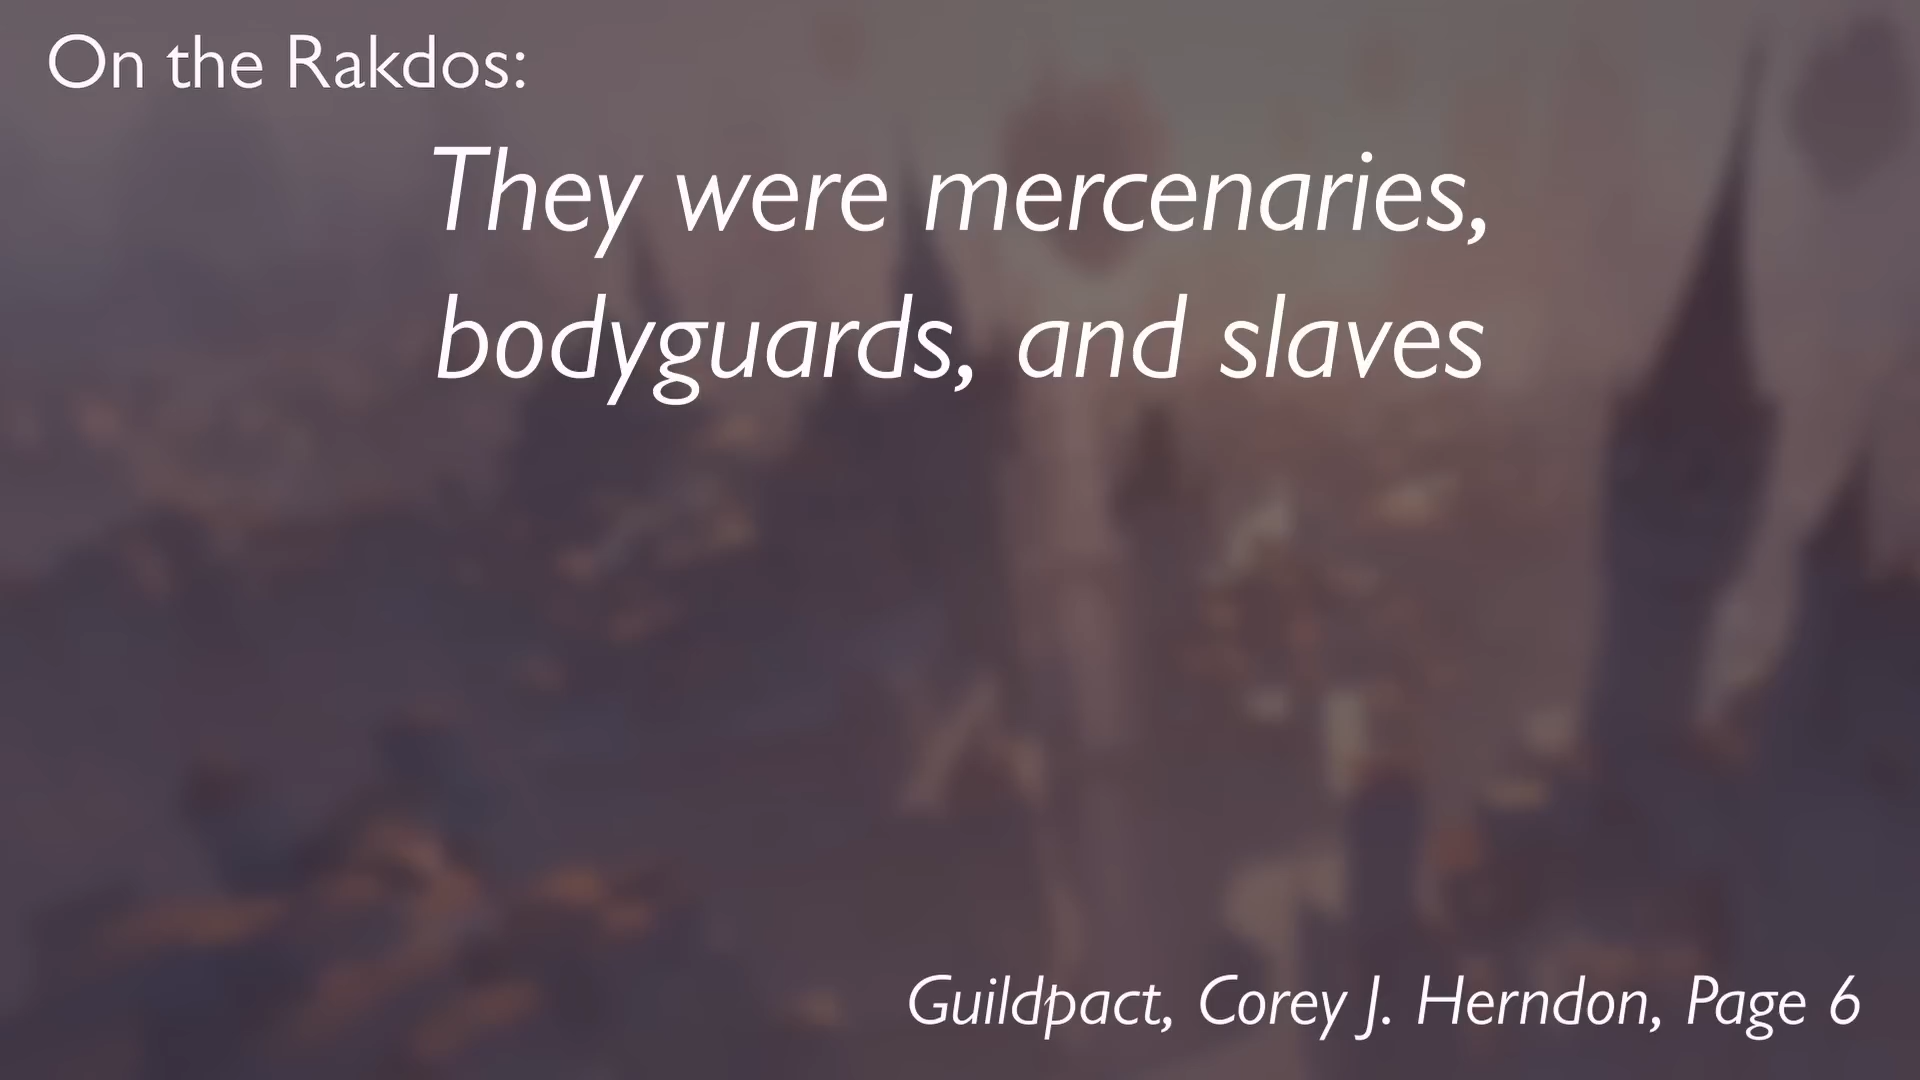 On the Rakdos:
They were mercenaries,
bodyguards, and slaves
Guildpact, Corey J. Herndon, Page 6